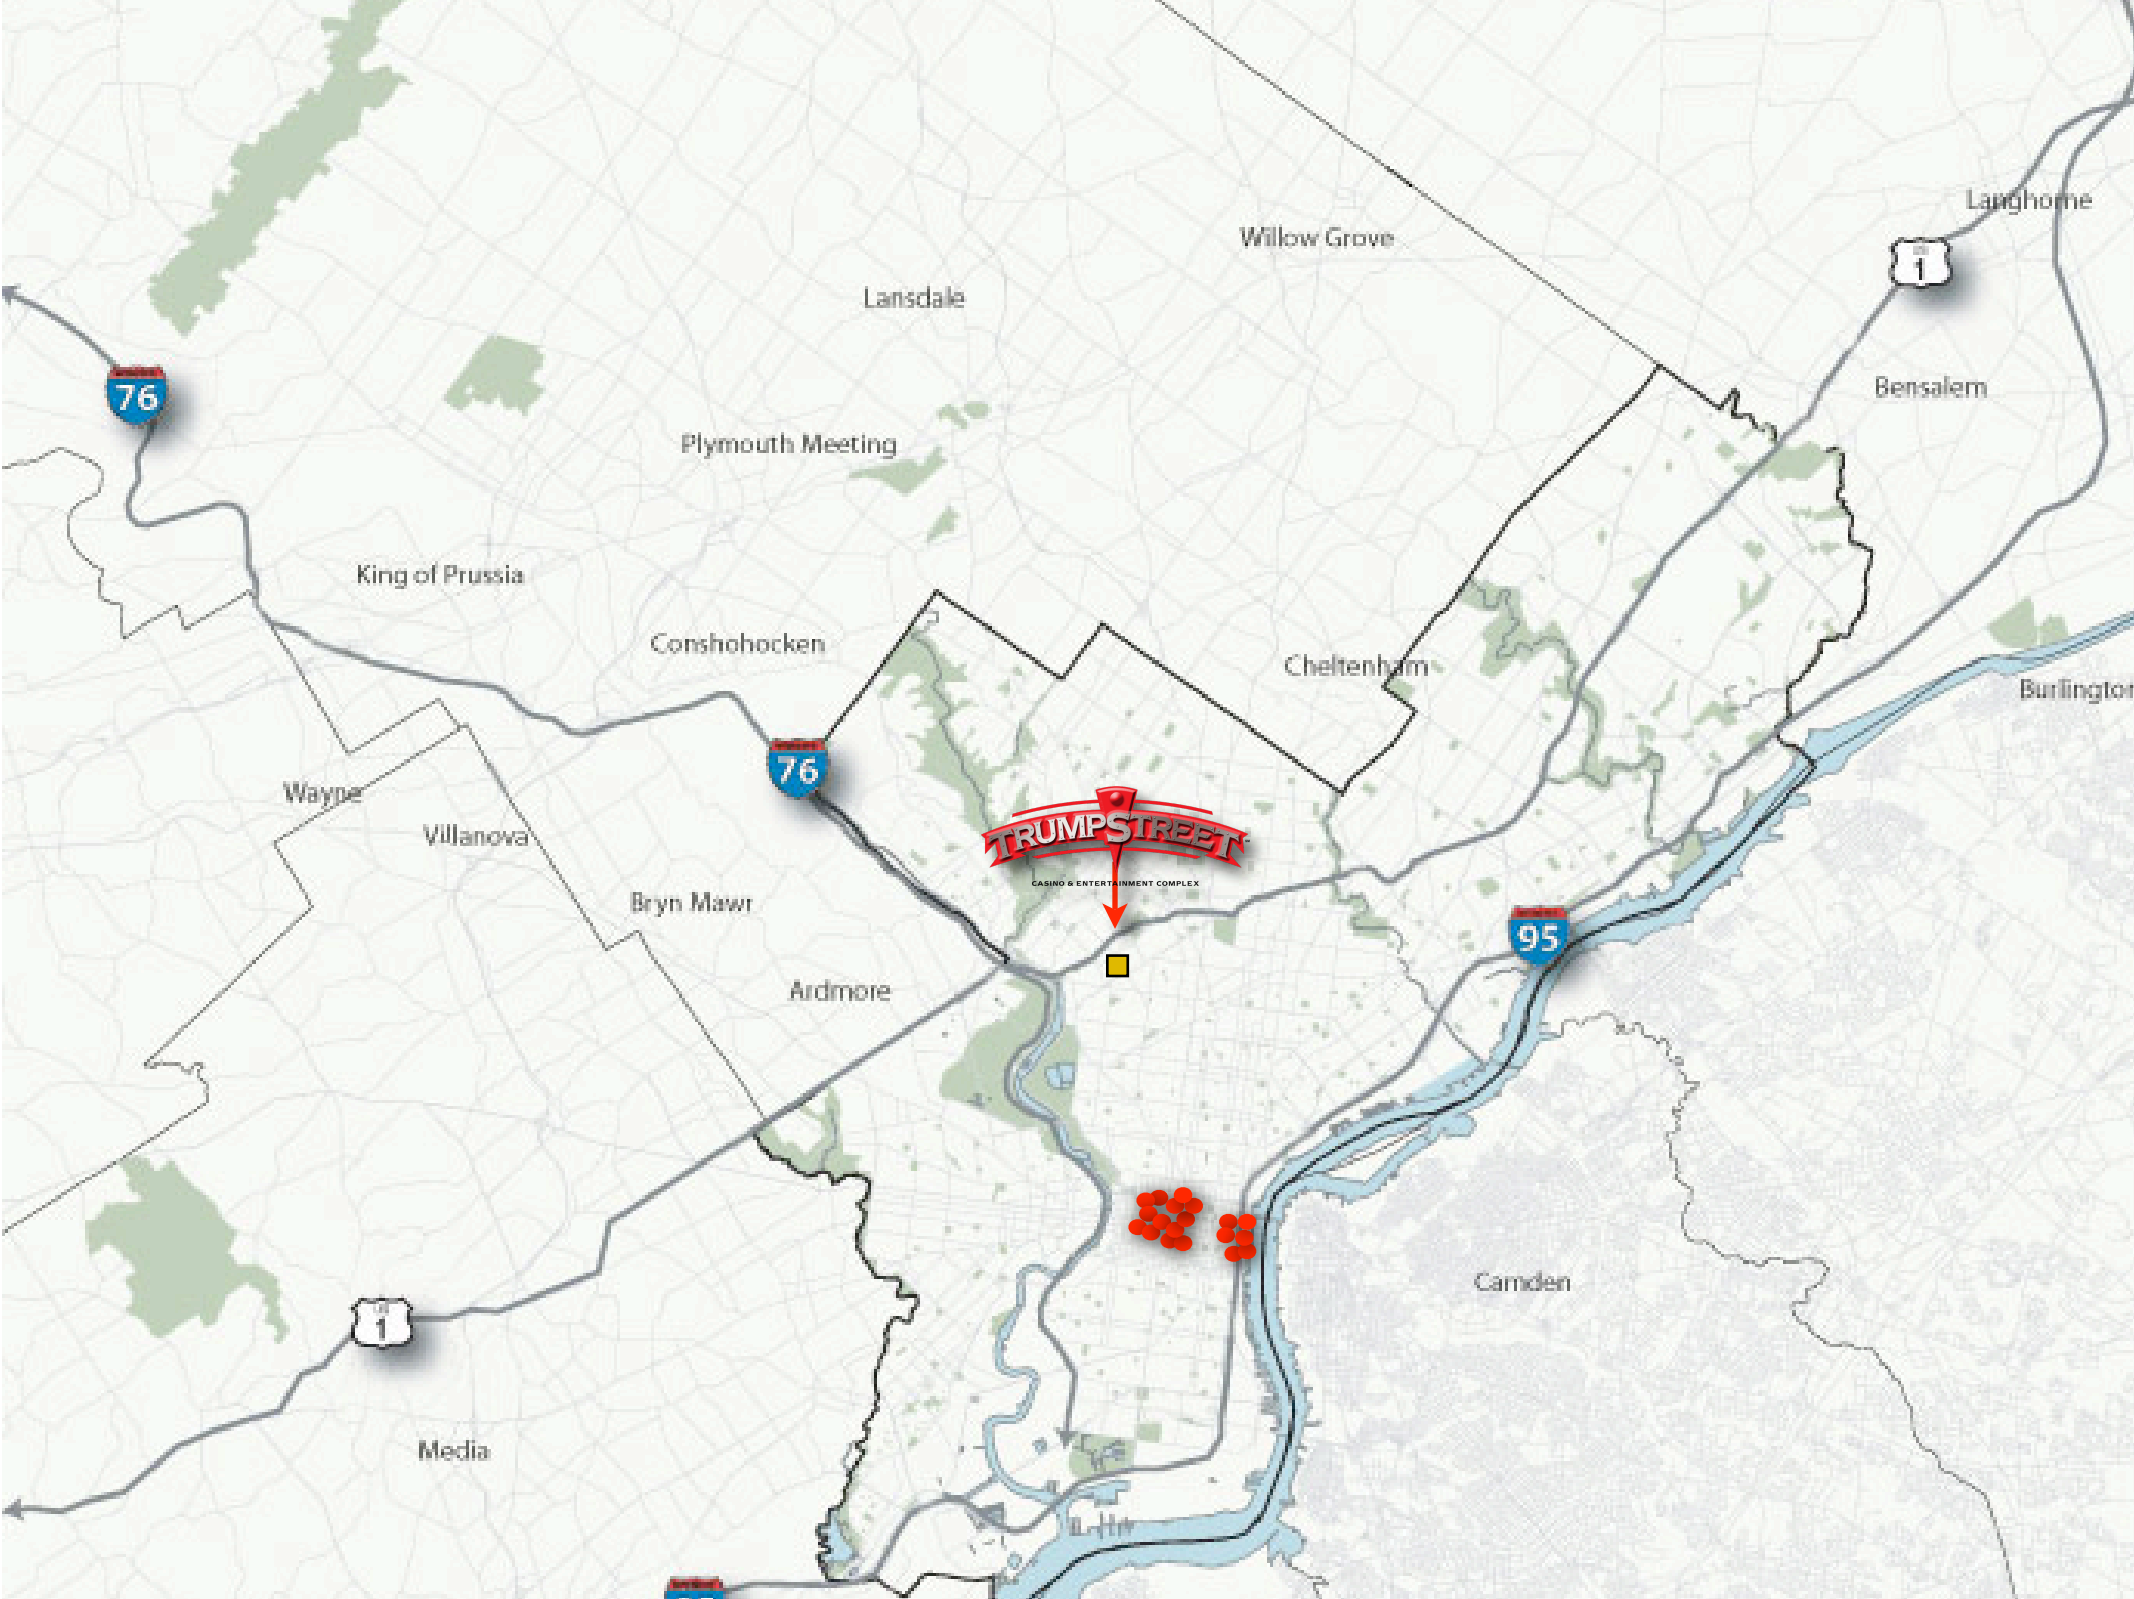 Langhorne
Willow Grove
1
Lansdale
76
Bensalem
Plymouth Meeting
King of Prussia
Conshohocken
Cheltenham
Burlington
76
Wayne
Villanova
TRUMPSTREET
CASINO & ENTERTAINMENT COMPLEX
Bryn Mawr
95
Ardmore
Camden
1
Media